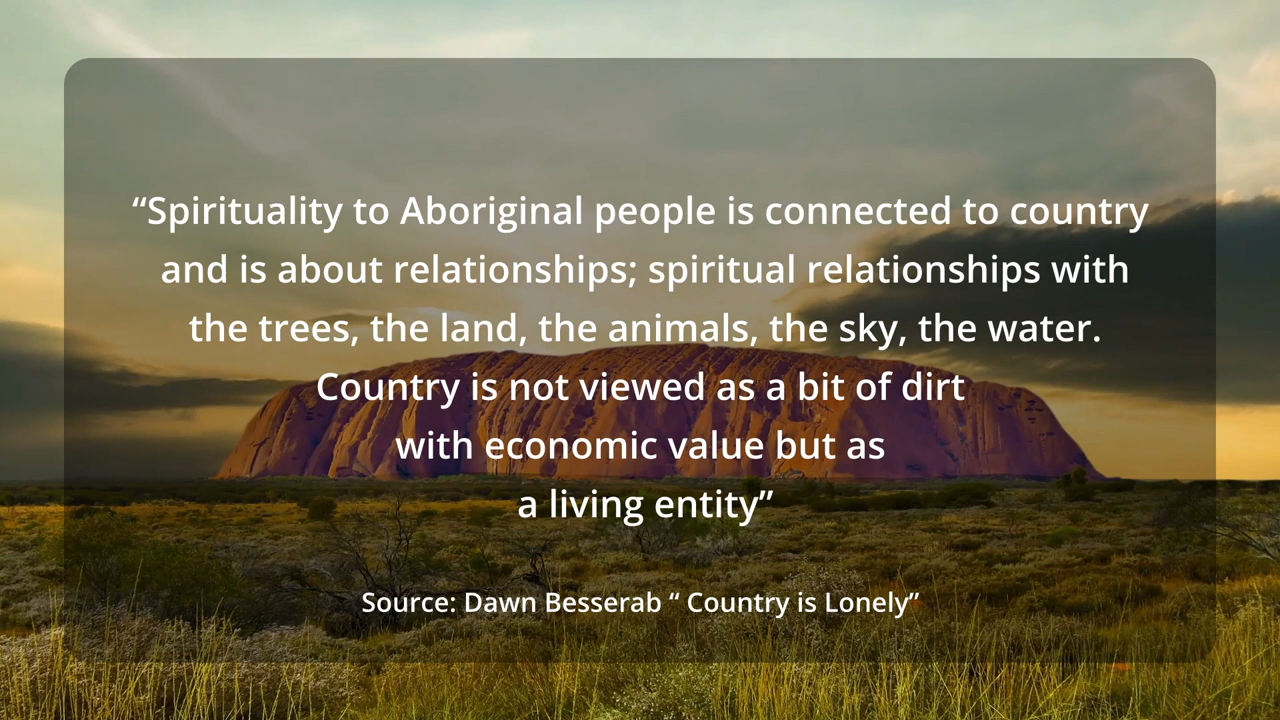 “Spirituality to Aboriginal people is connected to country
and is about relationships; spiritual relationships with
the trees, the land, the animals, the sky, the water.
Country is not viewed as a bit of dirt
with economic value but as
a living entity”
Source: Dawn Besserab “ Country is Lonely”